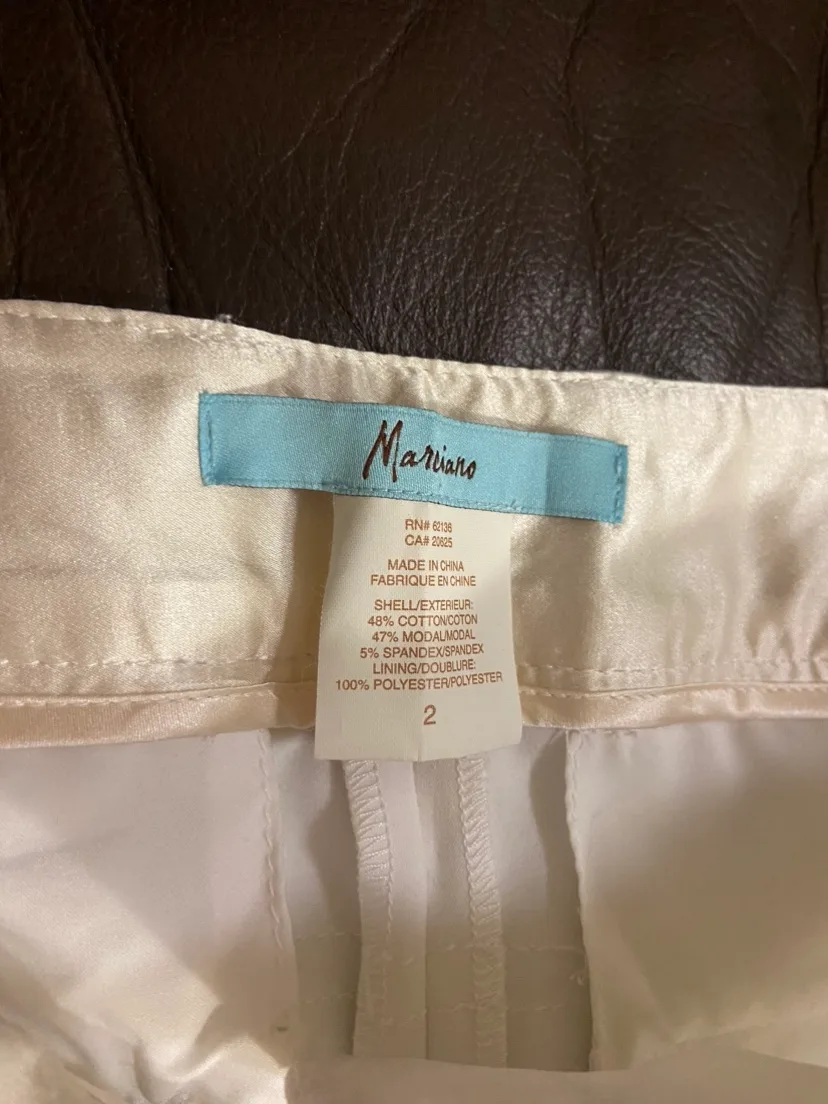 Marciano
RN# 62136
CA# 20625
MADE IN CHINA
FABRIQUE EN CHINE
SHELL/EXTERIEUR:
48% COTTON/COTON
47% MODAL/MODAL
5% SPANDEX/SPANDEX
LINING/DOUBLURE:
100% POLYESTER/POLYESTER
2